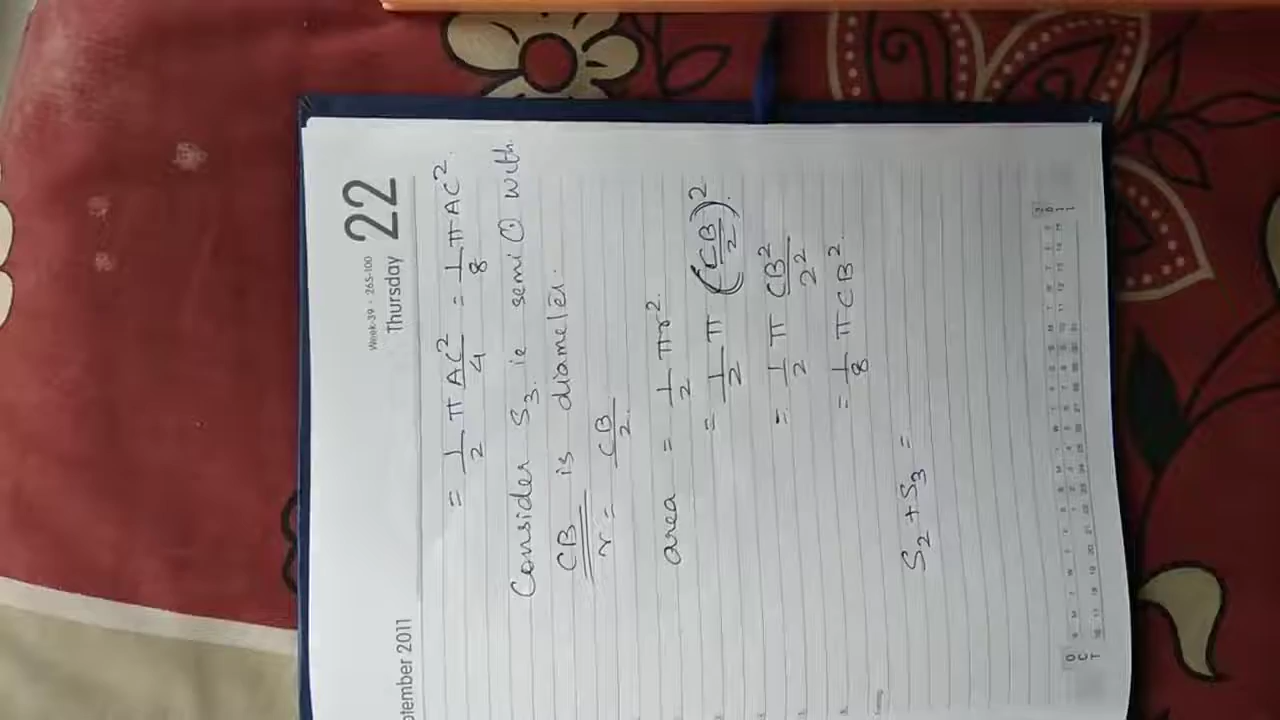 ptember 2011
Week-39 • 265-100
Thursday 22
= 1/2 π AC²/4 = 1/8 π AC².
Consider S₃. ie semi ⊙ with
CB is diameter.
r = CB/2.
area = 1/2 πr².
= 1/2 π (CB/2)².
= 1/2 π CB²/2²
= 1/8 π CB².
S₂ + S₃ =